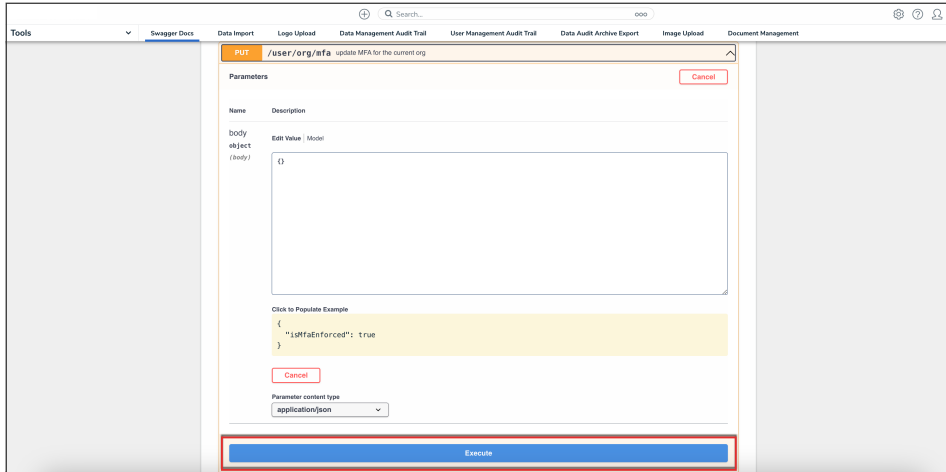 Search... ooo
Tools Swagger Docs Data Import Logo Upload Data Management Audit Trail User Management Audit Trail Data Audit Archive Export Image Upload Document Management
PUT /user/org/mfa update MFA for the current org
Parameters Cancel
Name Description
body Edit Value Model
object
(body)
{}
Click to Populate Example
{
"isMfaEnforced": true
}
Cancel
Parameter content type
application/json
Execute